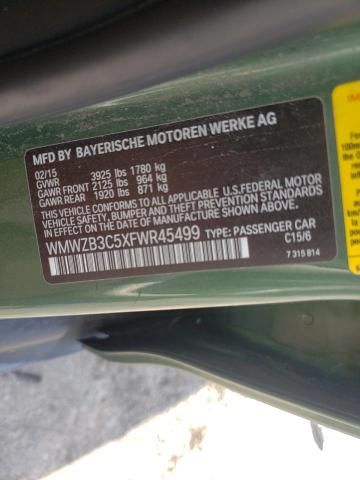 MFD BY BAYERISCHE MOTOREN WERKE AG
02/15
GVWR 3925 lbs 1780 kg
GAWR FRONT 2125 lbs 964 kg
GAWR REAR 1920 lbs 871 kg
THIS VEHICLE CONFORMS TO ALL APPLICABLE U.S. FEDERAL MOTOR
VEHICLE SAFETY, BUMPER, AND THEFT PREVENTION STANDARDS
IN EFFECT ON THE DATE OF MANUFACTURE SHOWN ABOVE.
WMWZB3C5XFWR45499 TYPE: PASSENGER CAR
C15/6
7 315 814
100mm